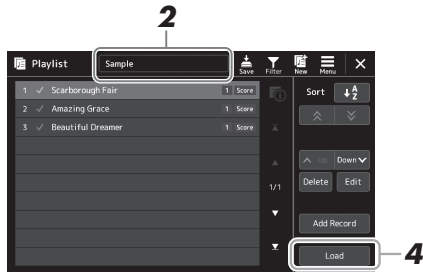 2
Playlist Sample Save Filter New Menu
1 Scarborough Fair 1 Score
2 Amazing Grace 1 Score
3 Beautiful Dreamer 1 Score
Sort A Z
Up Down
1/1
Delete Edit
Add Record
Load 4